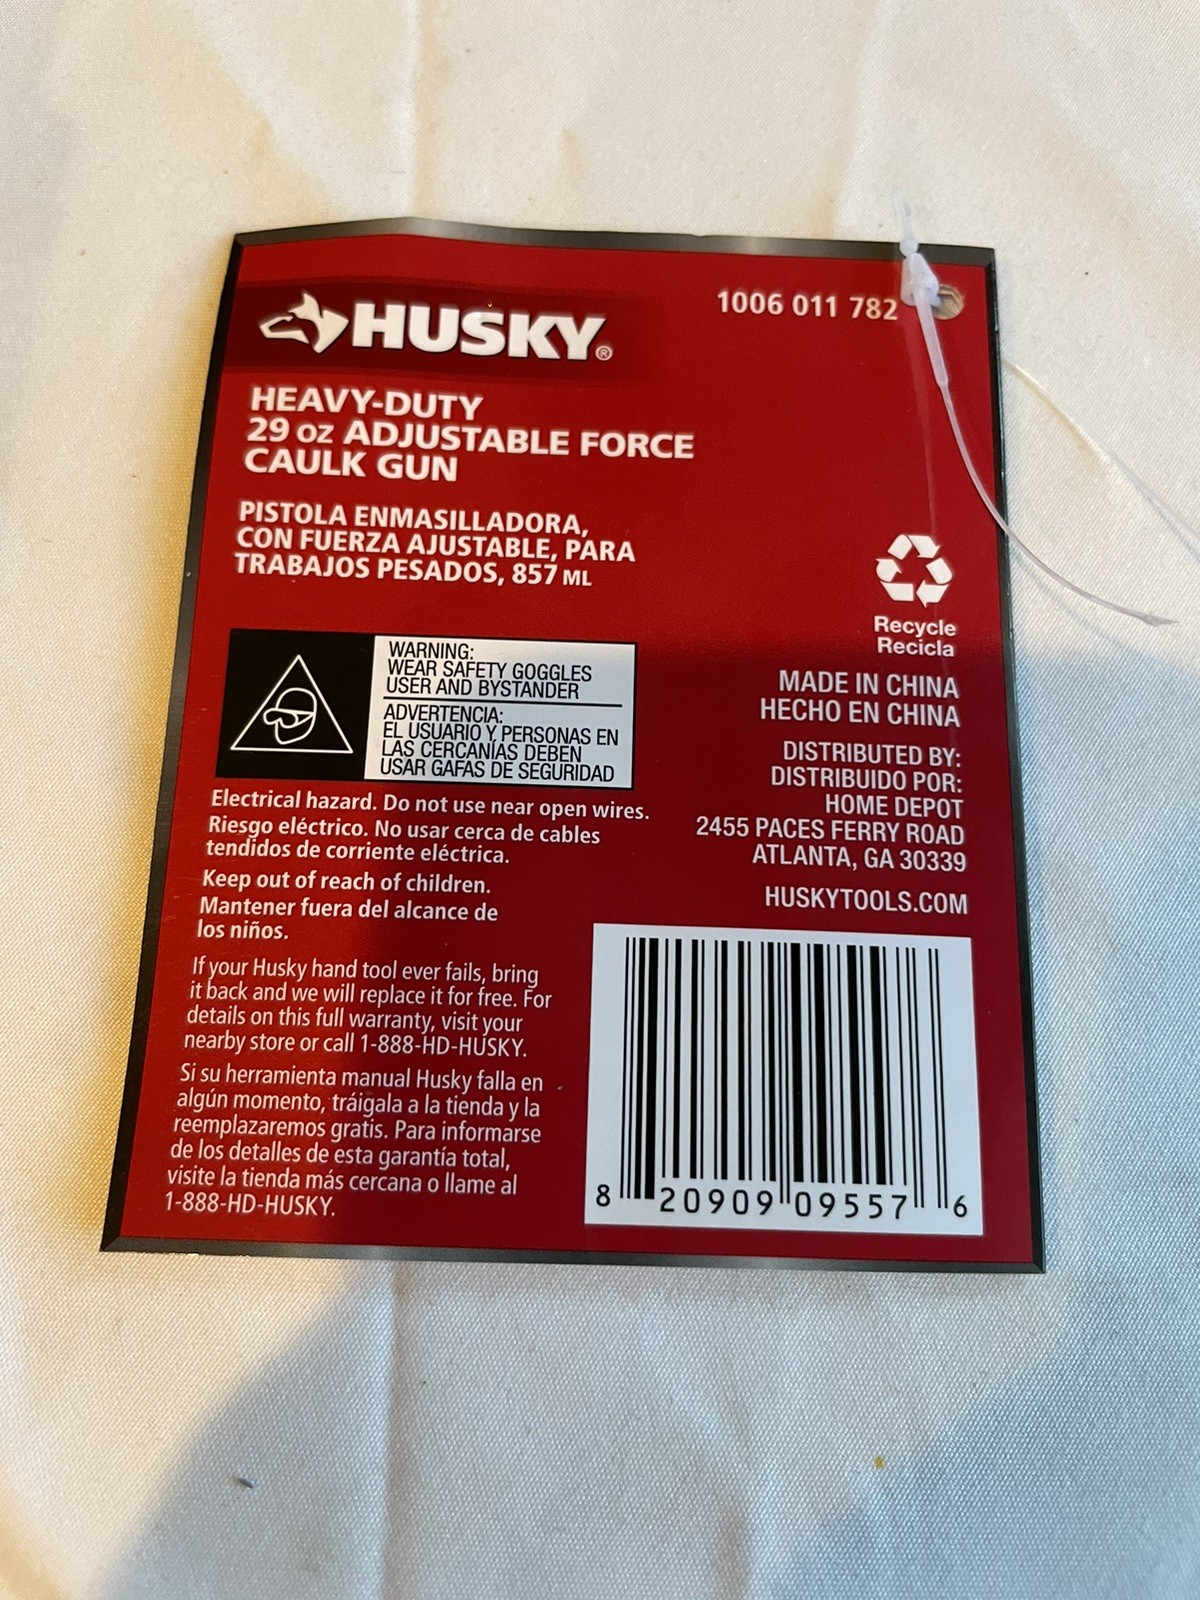 HUSKY®
1006 011 782
HEAVY-DUTY
29 OZ ADJUSTABLE FORCE
CAULK GUN
PISTOLA ENMASILLADORA,
CON FUERZA AJUSTABLE, PARA
TRABAJOS PESADOS, 857 ML
WARNING:
WEAR SAFETY GOGGLES
USER AND BYSTANDER
ADVERTENCIA:
EL USUARIO Y PERSONAS EN
LAS CERCANÍAS DEBEN
USAR GAFAS DE SEGURIDAD
Electrical hazard. Do not use near open wires.
Riesgo eléctrico. No usar cerca de cables
tendidos de corriente eléctrica.
Keep out of reach of children.
Mantener fuera del alcance de
los niños.
If your Husky hand tool ever fails, bring
it back and we will replace it for free. For
details on this full warranty, visit your
nearby store or call 1-888-HD-HUSKY.
Si su herramienta manual Husky falla en
algún momento, tráigala a la tienda y la
reemplazaremos gratis. Para informarse
de los detalles de esta garantía total,
visite la tienda más cercana o llame al
1-888-HD-HUSKY.
Recycle
Recicla
MADE IN CHINA
HECHO EN CHINA
DISTRIBUTED BY:
DISTRIBUIDO POR:
HOME DEPOT
2455 PACES FERRY ROAD
ATLANTA, GA 30339
HUSKYTOOLS.COM
8 20909 09557 6